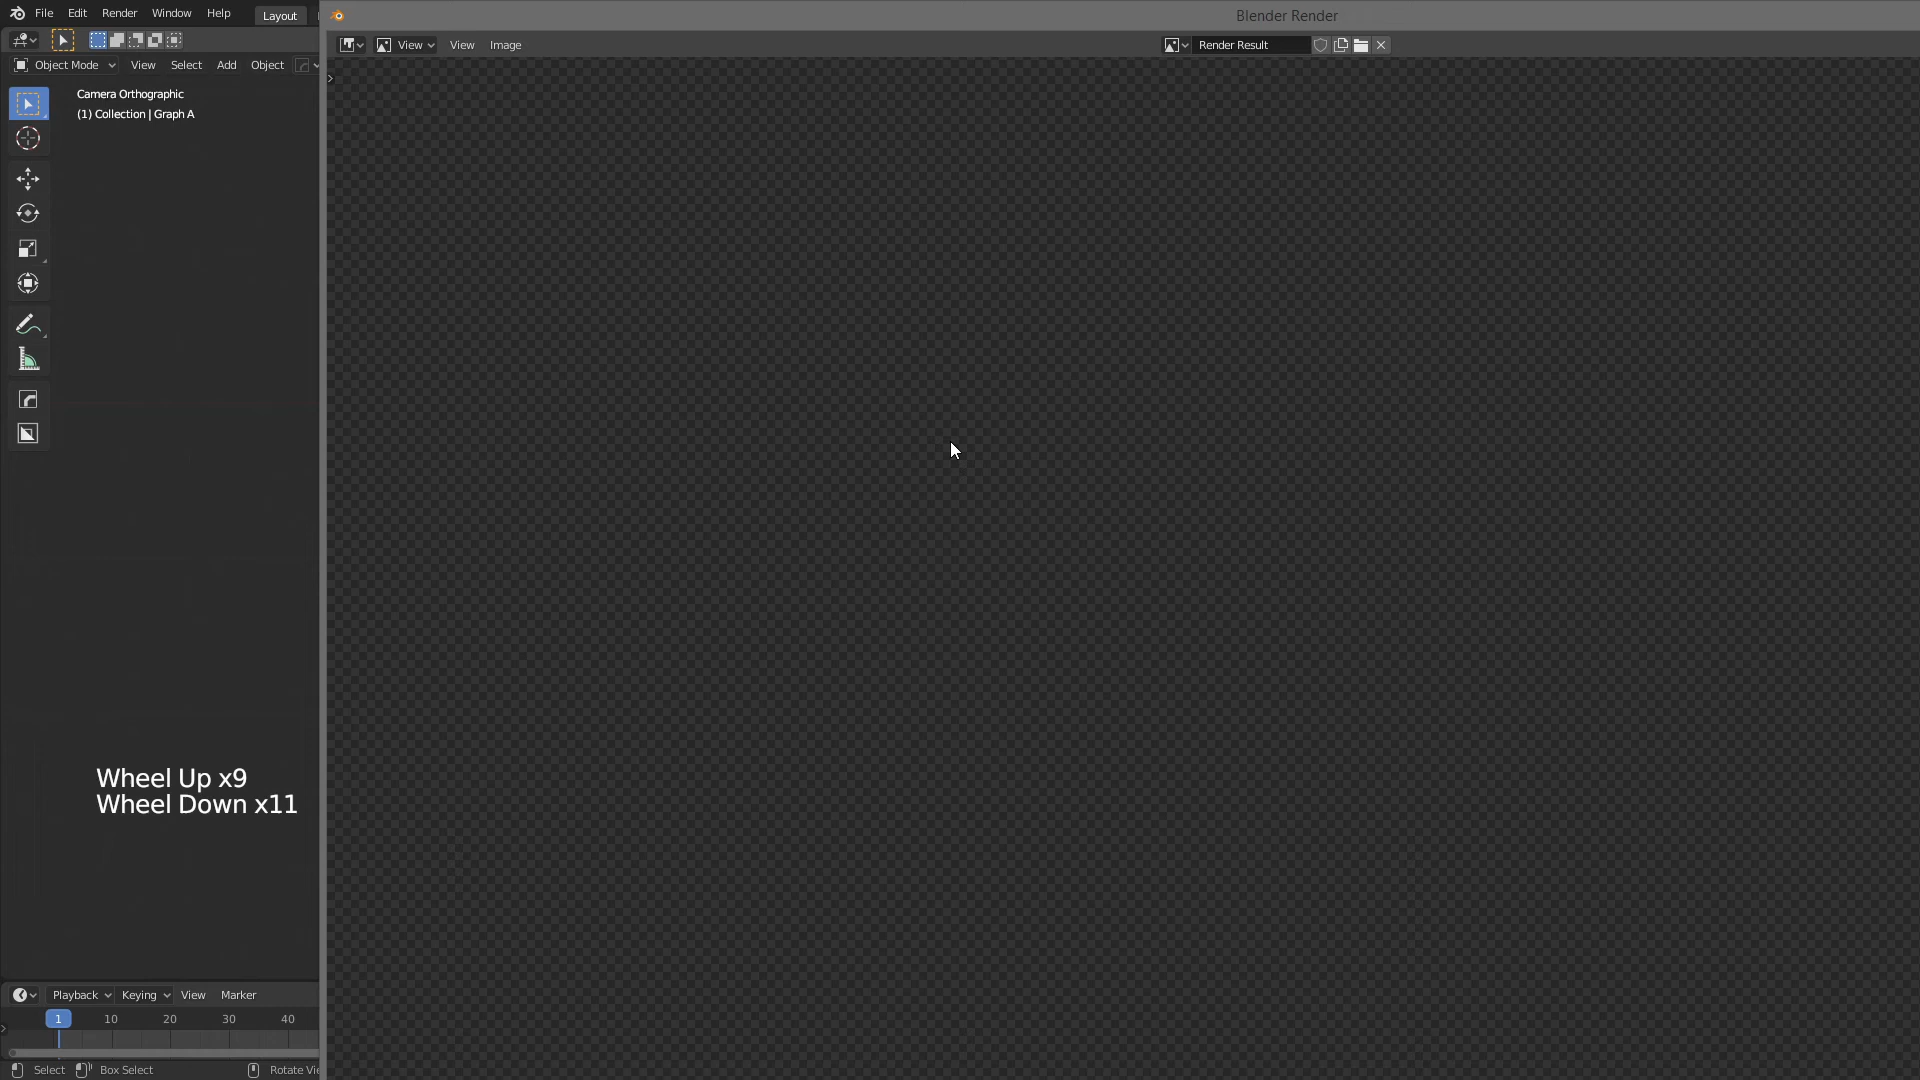 File Edit Render Window Help Layout
Blender Render
View View Image Render Result
Object Mode View Select Add Object
Camera Orthographic
(1) Collection | Graph A
Wheel Up x9
Wheel Down x11
Playback Keying View Marker
1 10 20 30 40
Select Box Select Rotate Vie